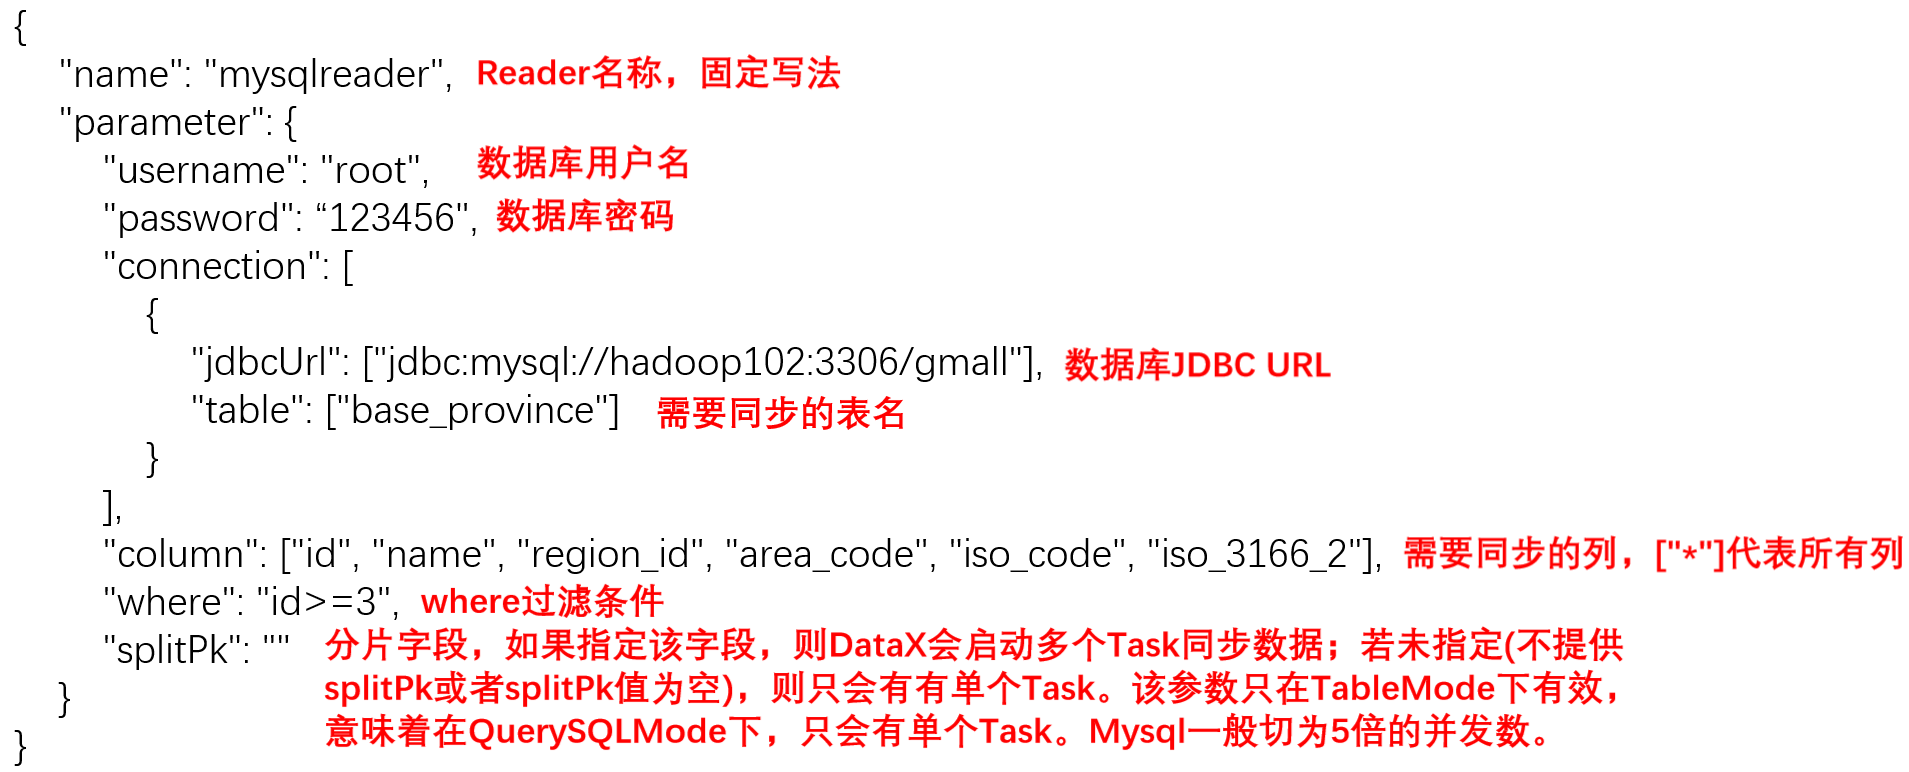 {
"name": "mysqlreader", Reader名称，固定写法
"parameter": {
"username": "root", 数据库用户名
"password": “123456", 数据库密码
"connection": [
{
"jdbcUrl": ["jdbc:mysql://hadoop102:3306/gmall"], 数据库JDBC URL
"table": ["base_province"] 需要同步的表名
}
],
"column": ["id", "name", "region_id", "area_code", "iso_code", "iso_3166_2"], 需要同步的列，["*"]代表所有列
"where": "id>=3", where过滤条件
"splitPk": "" 分片字段，如果指定该字段，则DataX会启动多个Task同步数据；若未指定(不提供
splitPk或者splitPk值为空)，则只会有有单个Task。该参数只在TableMode下有效，
}
意味着在QuerySQLMode下，只会有单个Task。Mysql一般切为5倍的并发数。
}